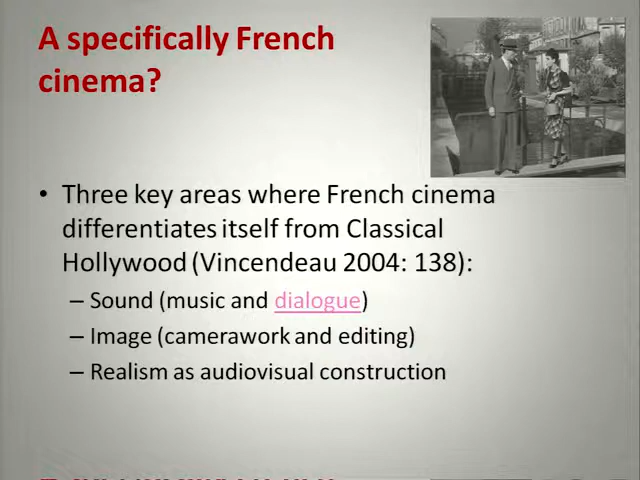 A specifically French
cinema?
• Three key areas where French cinema
differentiates itself from Classical
Hollywood (Vincendeau 2004: 138):
– Sound (music and dialogue)
– Image (camerawork and editing)
– Realism as audiovisual construction